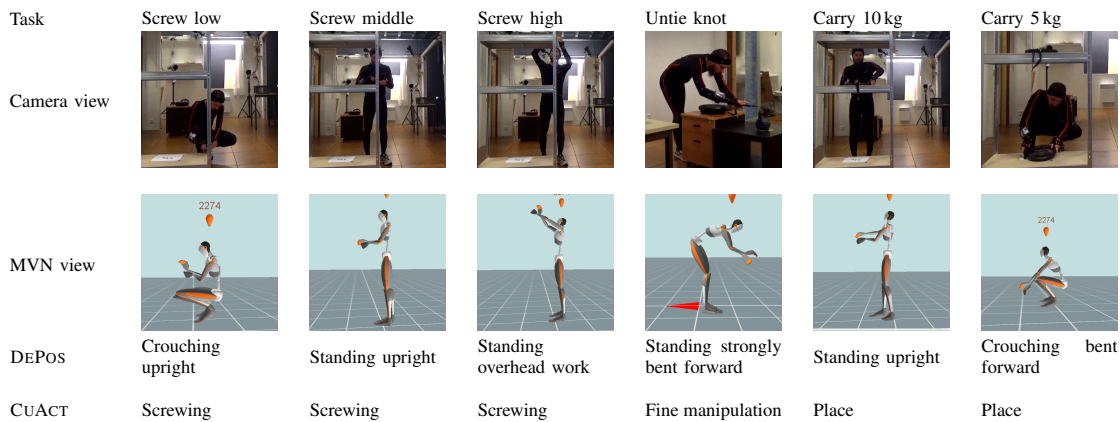 Task Screw low Screw middle Screw high Untie knot Carry 10 kg Carry 5 kg
Camera view
MVN view
2274
2274
DEPOS Crouching upright Standing upright Standing overhead work Standing strongly bent forward Standing upright Crouching bent forward
CUACT Screwing Screwing Screwing Fine manipulation Place Place